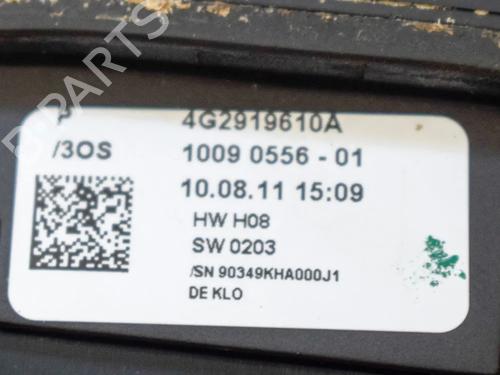 P 4G2919610A
/3OS 1009 0556 - 01
10.08.11 15:09
HW H08
SW 0203
/SN 90349KHA000J1
DE KLO
B-PARTS